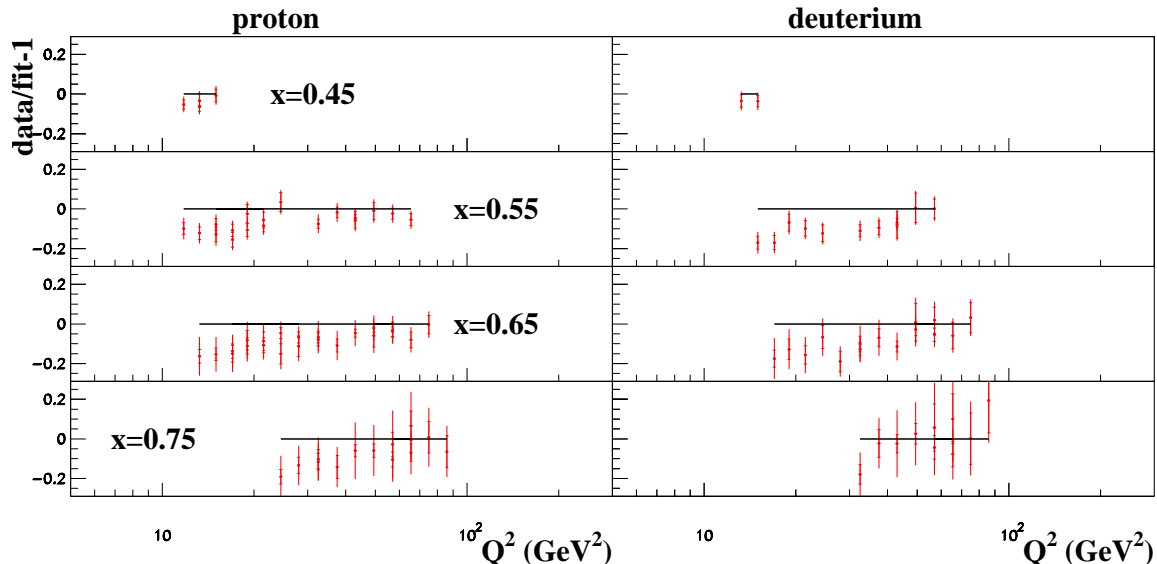 proton deuterium
data/fit-1
0.2
0
−0.2
x=0.45
0.2
0
−0.2
x=0.55
0.2
0
−0.2
x=0.65
0.2
0
−0.2
x=0.75
10 10² 10 10²
Q² (GeV²) Q² (GeV²)